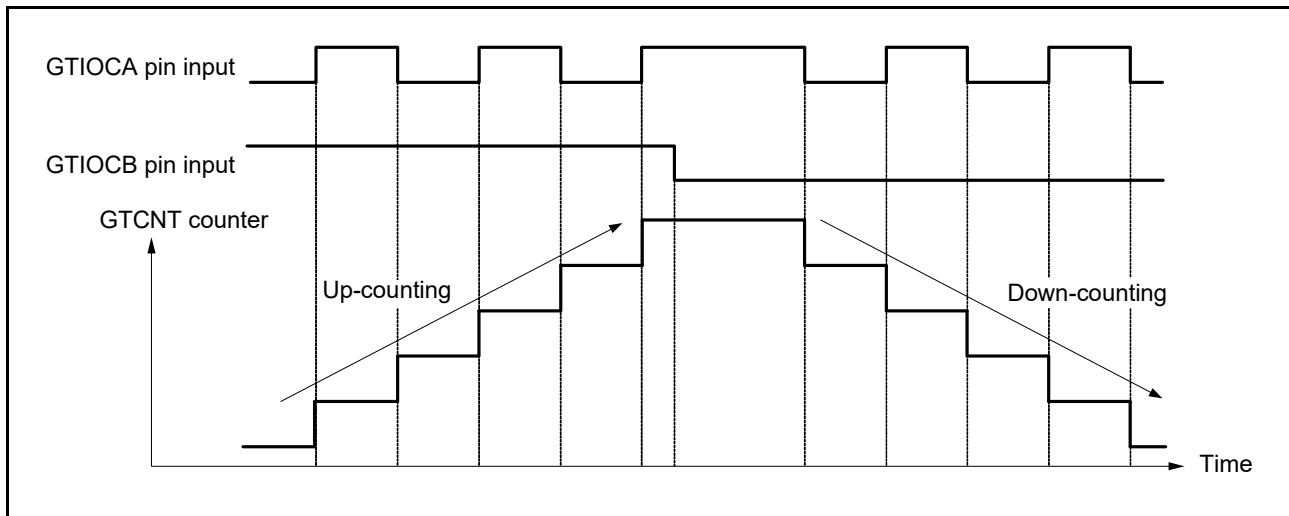 GTIOCA pin input
GTIOCB pin input
GTCNT counter
Up-counting
Down-counting
Time